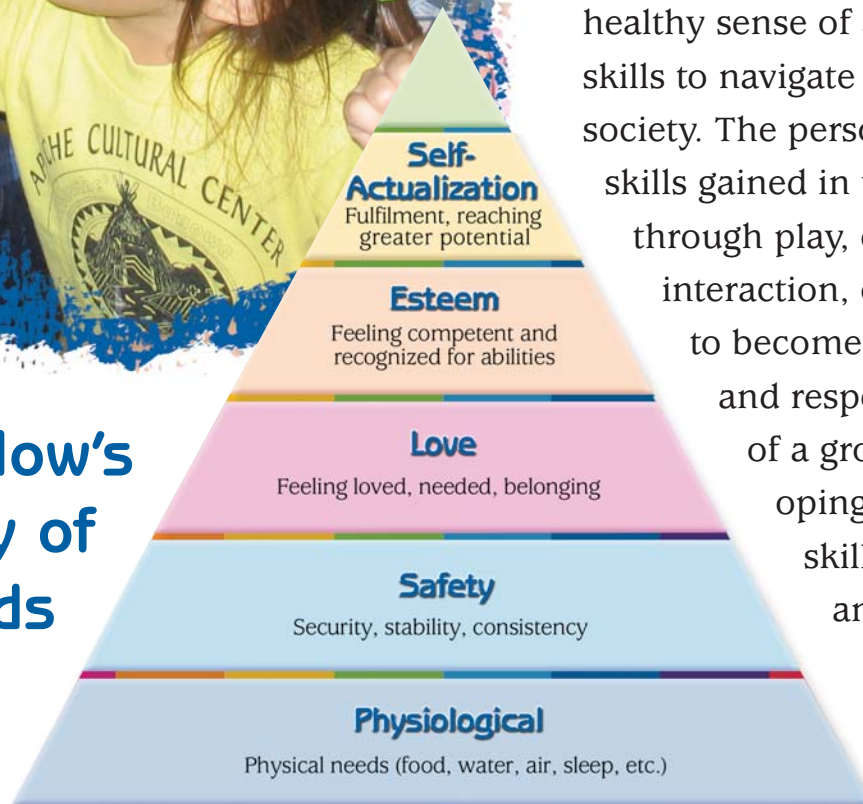 APACHE CULTURAL CENTER
healthy sense of
skills to navigate
society. The perso
skills gained in
through play,
interaction,
to become
and respo
of a gro
oping
skill
an
low's
y of
ds
Self-
Actualization
Fulfilment, reaching
greater potential
Esteem
Feeling competent and
recognized for abilities
Love
Feeling loved, needed, belonging
Safety
Security, stability, consistency
Physiological
Physical needs (food, water, air, sleep, etc.)